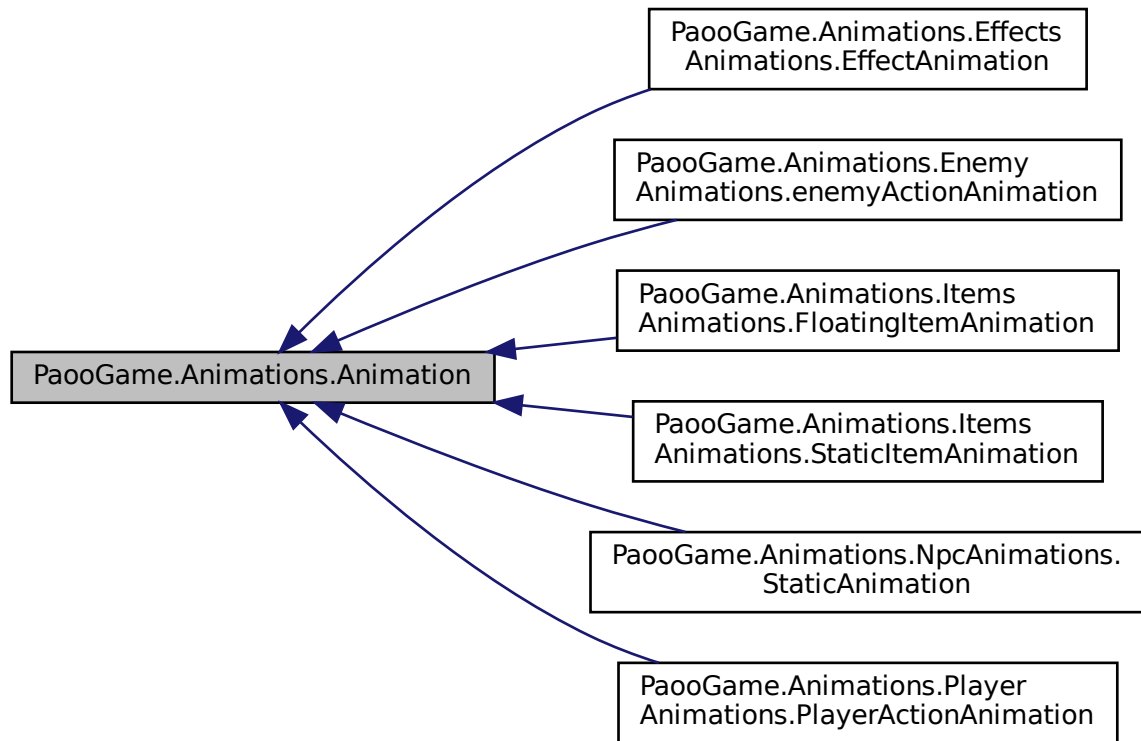 PaooGame.Animations.Effects
Animations.EffectAnimation
PaooGame.Animations.Enemy
Animations.enemyActionAnimation
PaooGame.Animations.Items
Animations.FloatingItemAnimation
PaooGame.Animations.Animation
PaooGame.Animations.Items
Animations.StaticItemAnimation
PaooGame.Animations.NpcAnimations.
StaticAnimation
PaooGame.Animations.Player
Animations.PlayerActionAnimation